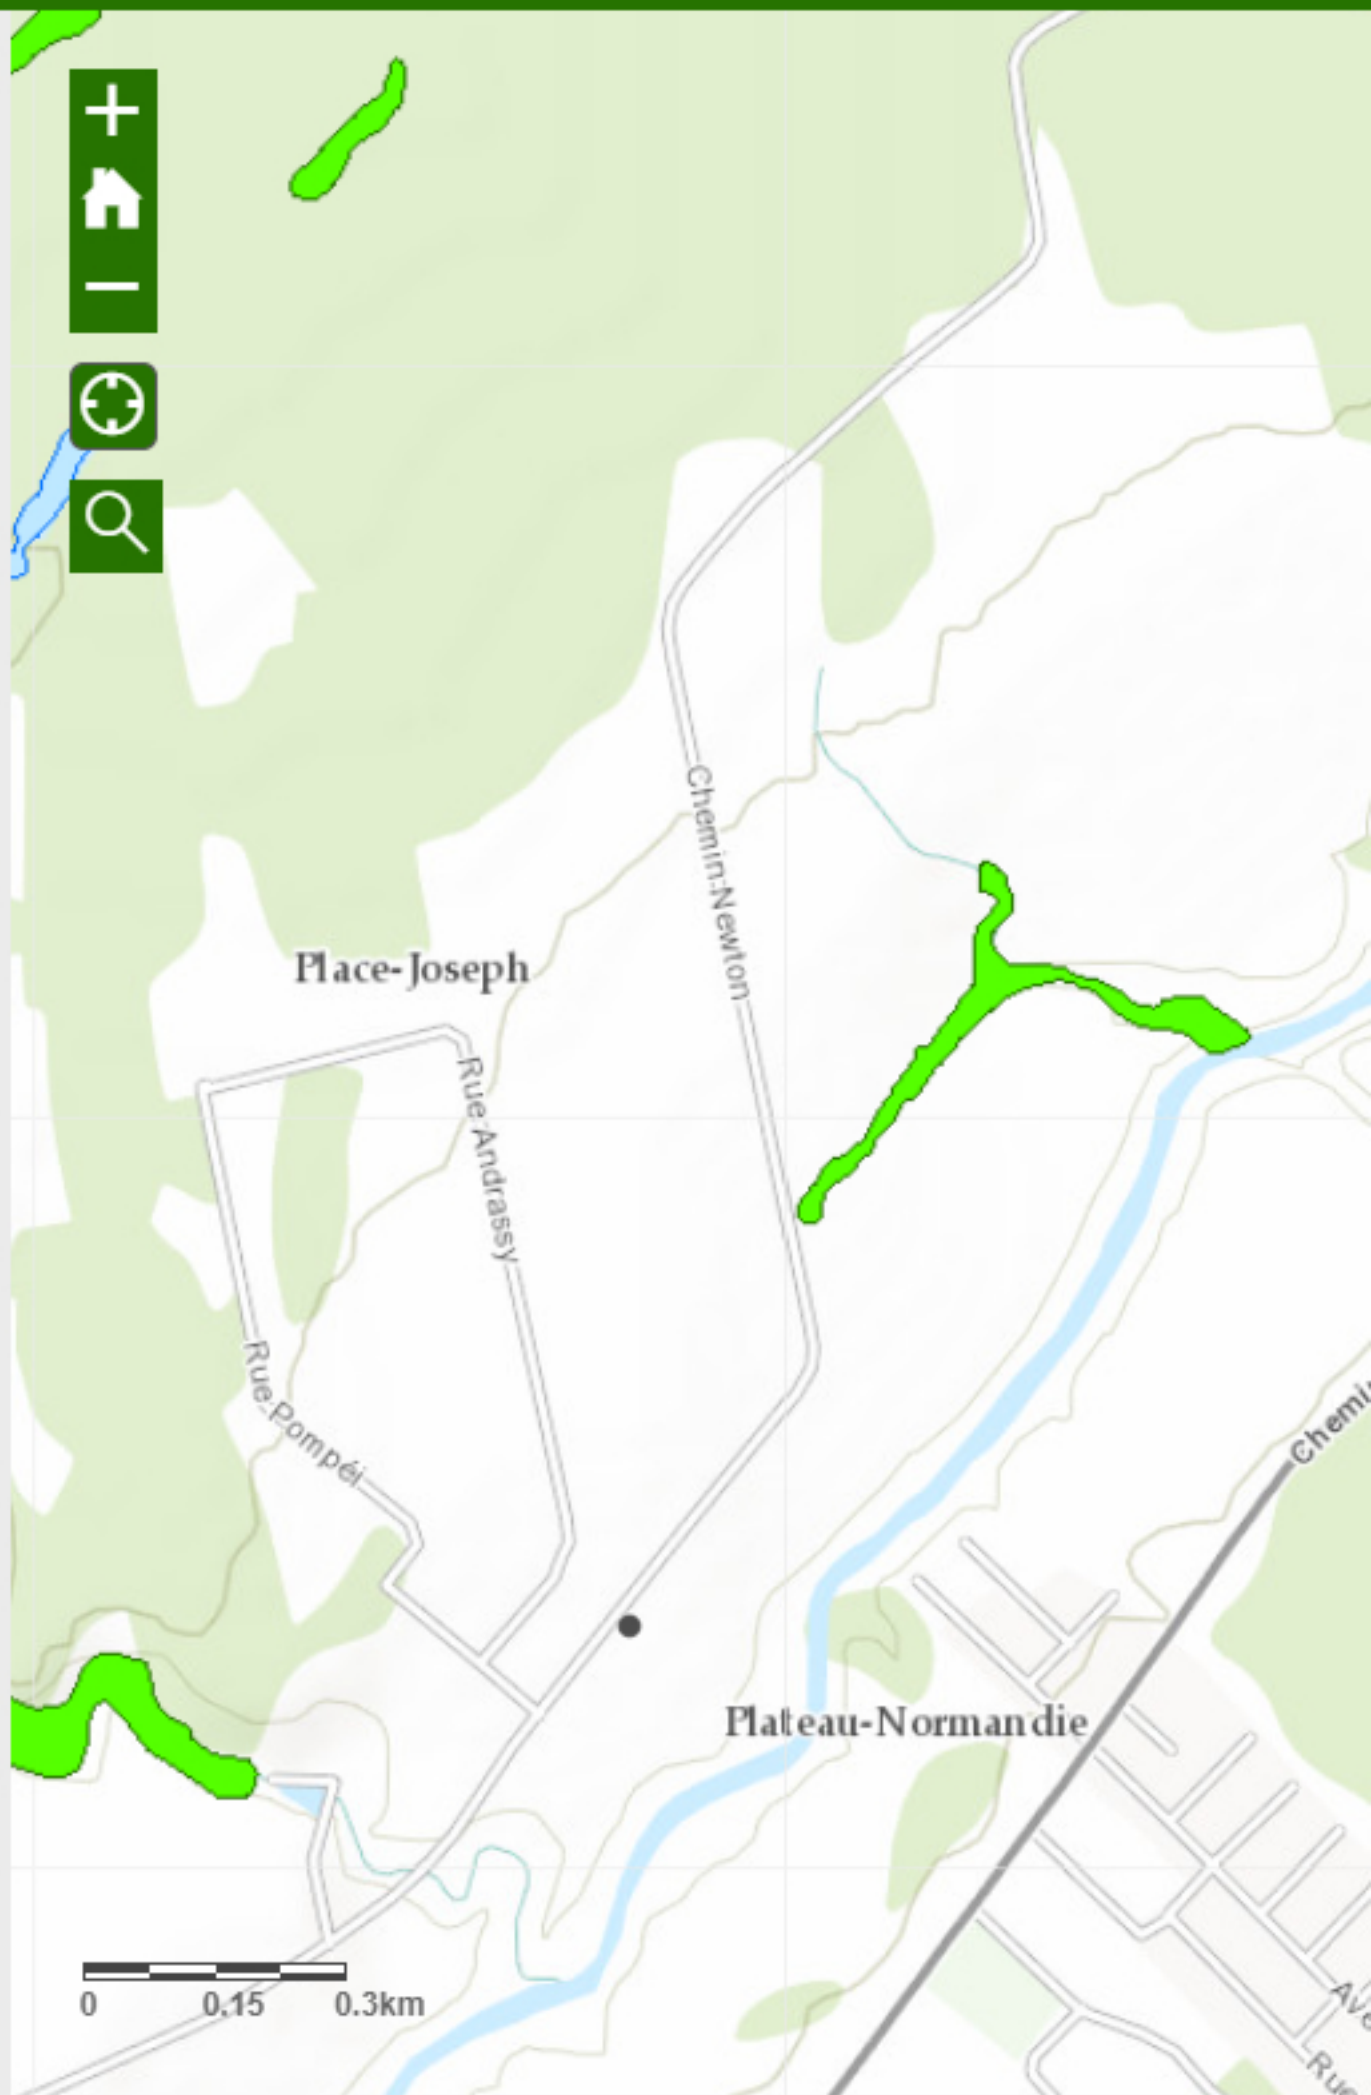 Chemin Newton
Place-Joseph
Rue Andrassy
Rue Pompéi
Plateau-Normandie
0 0.15 0.3km